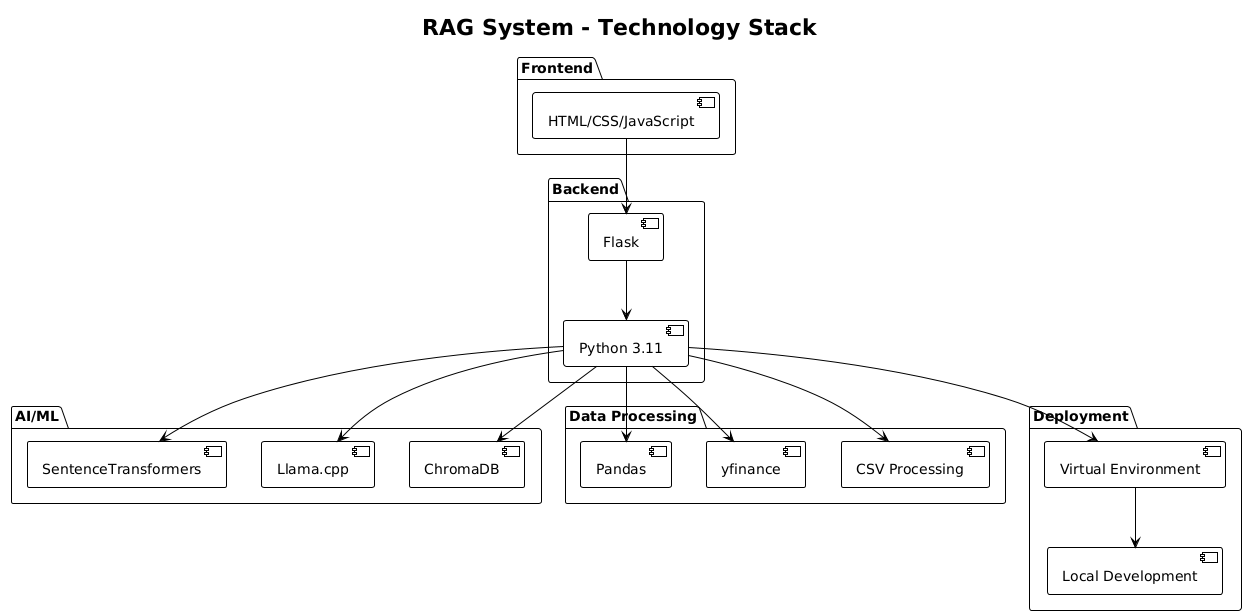 RAG System - Technology Stack
Frontend
HTML/CSS/JavaScript
Backend
Flask
Python 3.11
AI/ML
SentenceTransformers
Llama.cpp
ChromaDB
Data Processing
Pandas
yfinance
CSV Processing
Deployment
Virtual Environment
Local Development